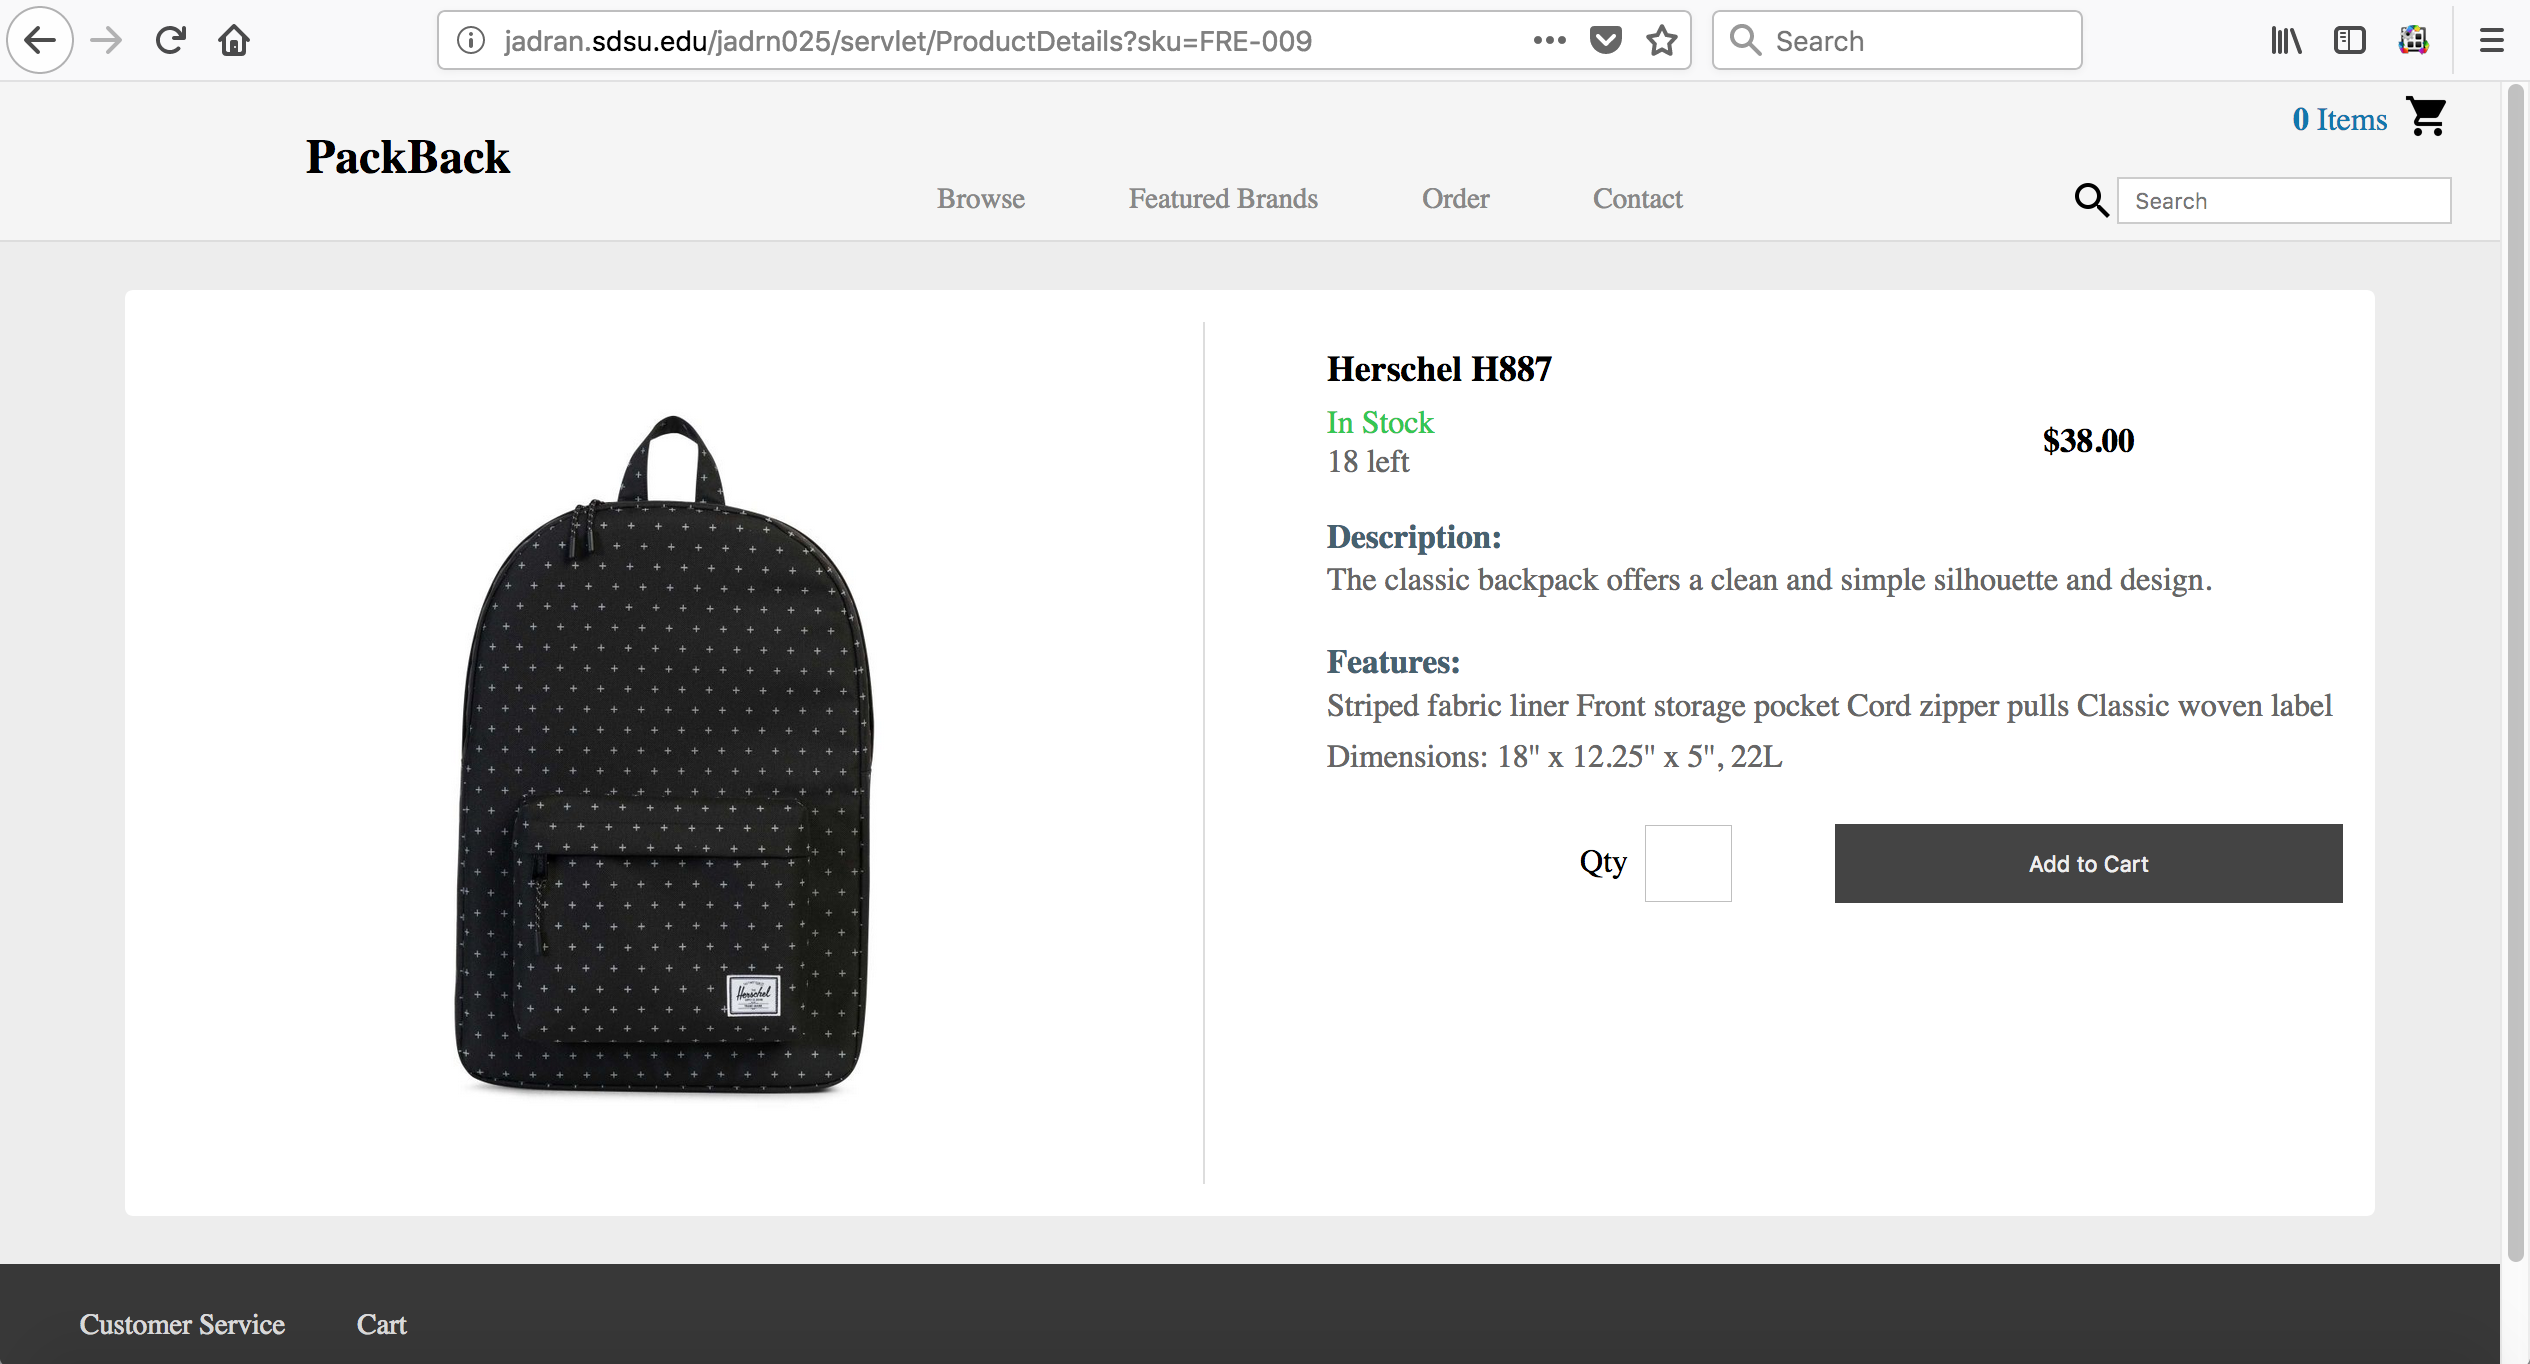 jadran.sdsu.edu/jadrn025/servlet/ProductDetails?sku=FRE-009
Search
0 Items
PackBack
Browse
Featured Brands
Order
Contact
Search
Herschel H887
In Stock
18 left
$38.00
Description:
The classic backpack offers a clean and simple silhouette and design.
Features:
Striped fabric liner Front storage pocket Cord zipper pulls Classic woven label
Dimensions: 18" x 12.25" x 5", 22L
Qty
Add to Cart
Herschel
Customer Service
Cart